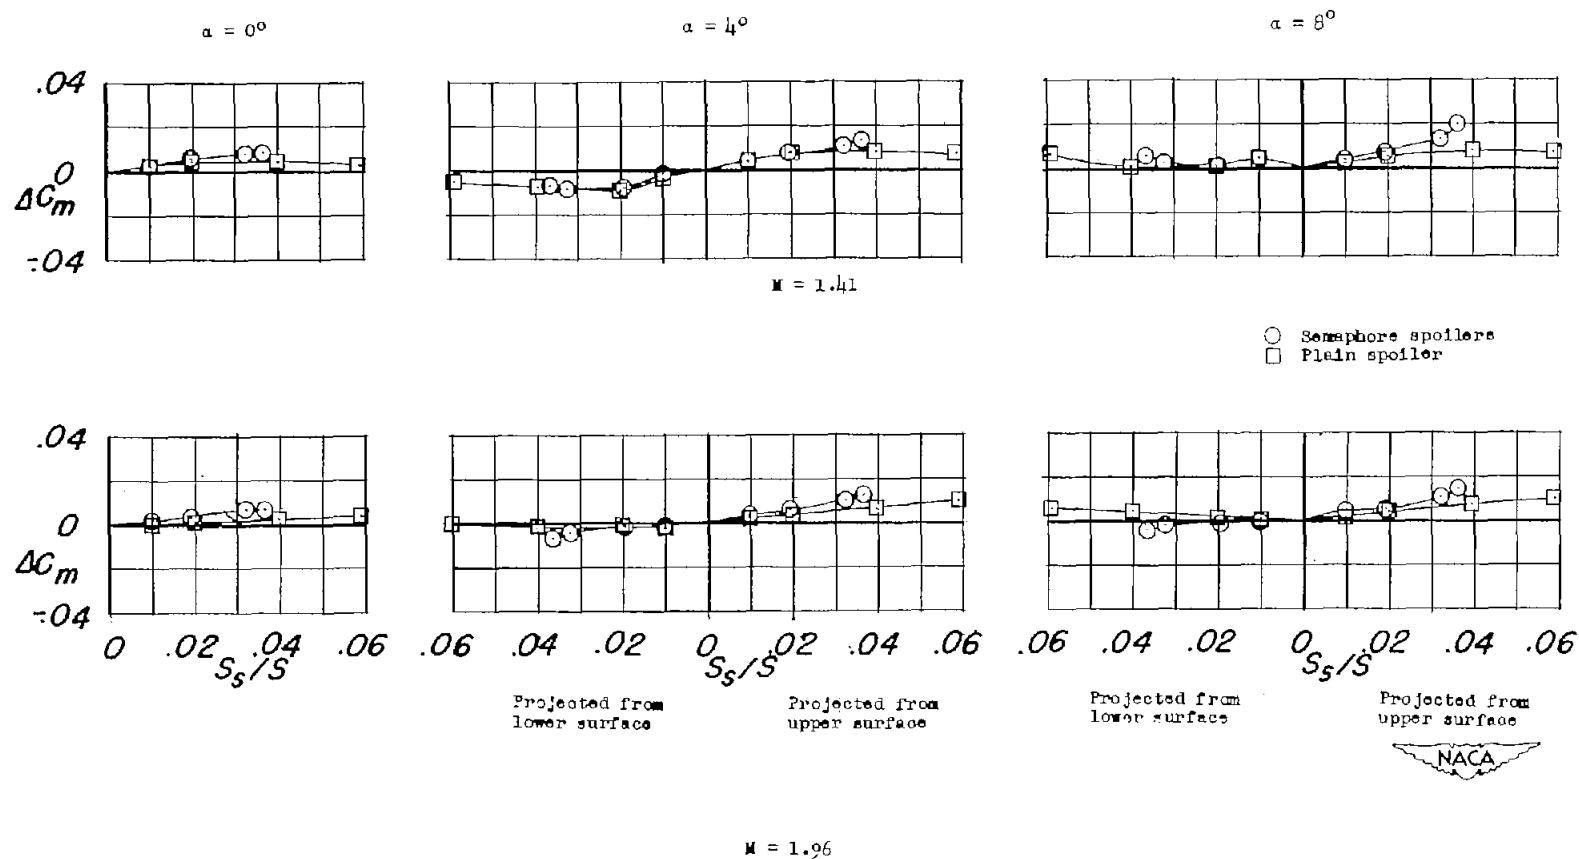 α = 0° α = 4° α = 8°
.04
0
ΔCm
-.04
M = 1.41
○ Semaphore spoilers
□ Plain spoiler
.04
0
ΔCm
-.04
0 .02 .04 .06 .06 .04 .02 0 .02 .04 .06 .06 .04 .02 0 .02 .04 .06
Ss/S Ss/S Ss/S
Projected from Projected from Projected from Projected from
lower surface upper surface lower surface upper surface
NACA
M = 1.96